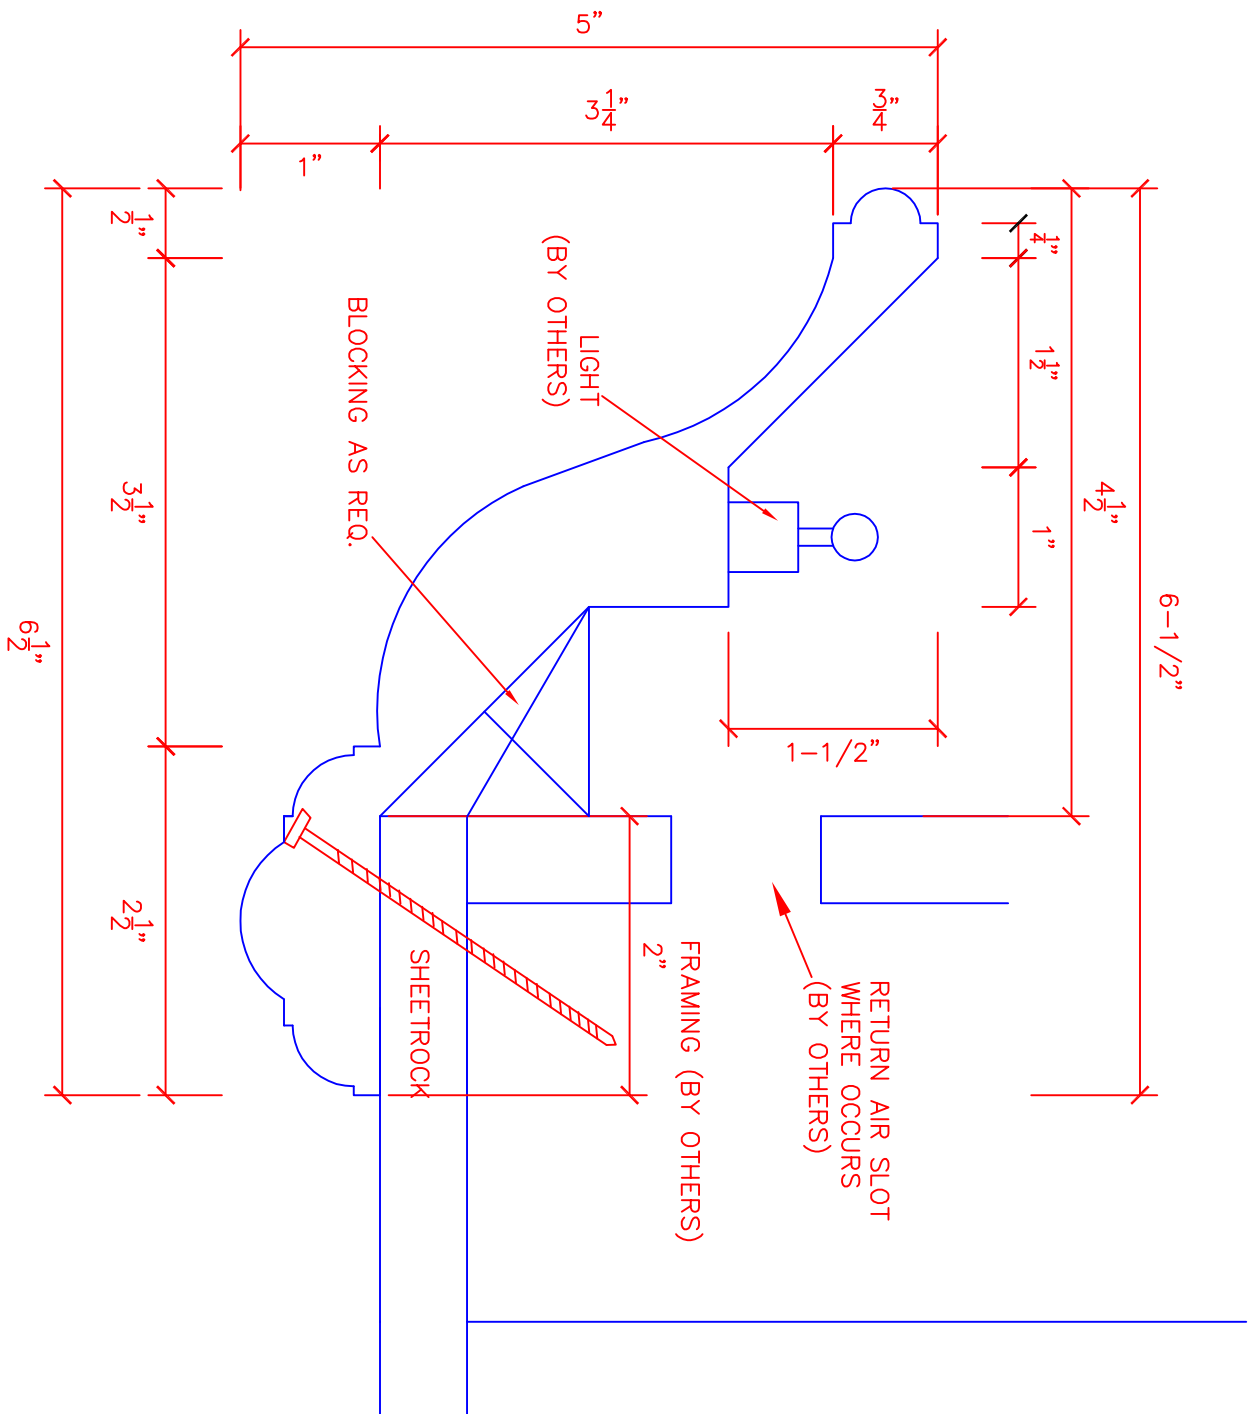 5"
3 1/4"
3/4"
1"
1/2"
3 1/2"
2 1/2"
6 1/2"
1/4"
1 1/2"
1"
4 1/2"
6-1/2"
1-1/2"
2"
LIGHT
(BY OTHERS)
BLOCKING AS REQ.
SHEETROCK
FRAMING (BY OTHERS)
RETURN AIR SLOT
WHERE OCCURS
(BY OTHERS)